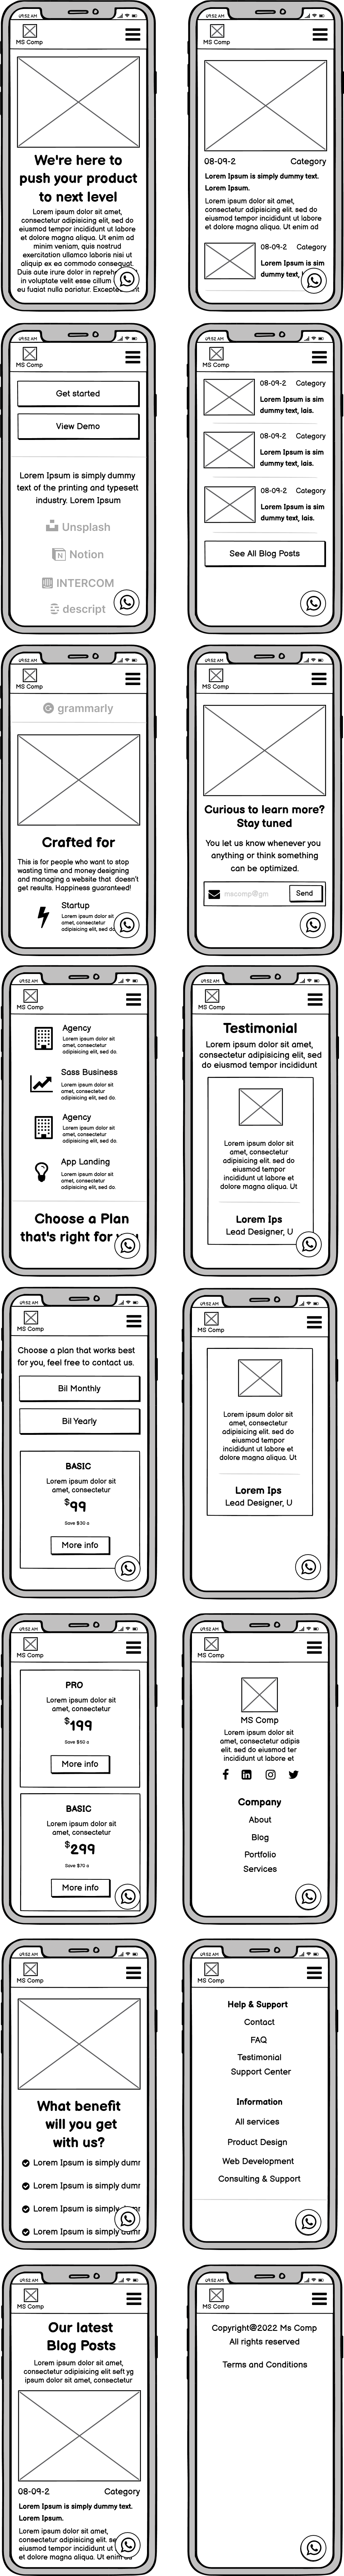 09:52 AM
MS Comp
We're here to
push your product
to next level
Lorem ipsum dolor sit amet,
consectetur adipiscing elit, sed do
eiusmod tempor incididunt ut labore
et dolore magna aliqua. Ut enim ad
minim veniam, quis nostrud
exercitation ullamco laboris nisi ut
aliquip ex ea commodo consequat.
Duis aute irure dolor in
in voluptate velit esse cillum
eu fugiat nulla pariatur.
09:52 AM
MS Comp
Get started
View Demo
Lorem Ipsum is simply dummy
text of the printing and typesett
industry. Lorem Ipsum
Unsplash
Notion
INTERCOM
descript
09:52 AM
MS Comp
grammarly
Crafted for
This is for people who want to stop
wasting time and money designing
and managing a website that doesn't
get results. Happiness guaranteed!
Startup
Lorem ipsum dolor sit
amet, consectetur
adipisicing elit, sed do
09:52 AM
MS Comp
Agency
Lorem ipsum dolor sit
amet, consectetur
adipisicing elit, sed do.
Sass Business
Lorem ipsum dolor sit
amet, consectetur
adipisicing elit, sed do.
Agency
Lorem ipsum dolor sit
amet, consectetur
adipisicing elit, sed do.
App Landing
Lorem ipsum dolor sit
amet, consectetur
adipisicing elit, sed do.
Choose a Plan
that's right for
09:52 AM
MS Comp
Choose a plan that works best
for you, feel free to contact us.
Bil Monthly
Bil Yearly
BASIC
Lorem ipsum dolor sit
amet, consectetur
$99
Save $30 a
More info
09:52 AM
MS Comp
PRO
Lorem ipsum dolor sit
amet, consectetur
$199
Save $50 a
More info
BASIC
Lorem ipsum dolor sit
amet, consectetur
$299
Save $70 a
More info
09:52 AM
MS Comp
What benefit
will you get
with us?
Lorem Ipsum is simply dumr
Lorem Ipsum is simply dumr
Lorem Ipsum is simply
Lorem Ipsum is simply
09:52 AM
MS Comp
Our latest
Blog Posts
Lorem ipsum dolor sit amet,
consectetur adipisicing elit seft yg
ipsum dolor sit amet, consectetur
08-09-2 Category
Lorem Ipsum is simply dummy text.
Lorem Ipsum.
Lorem ipsum dolor sit amet,
consectetur adipisicing elit.
eiusmod tempor incididunt ut
et dolore magna aliqua. Ut
09:52 AM
MS Comp
08-09-2 Category
Lorem Ipsum is simply dummy text.
Lorem Ipsum.
Lorem ipsum dolor sit amet,
consectetur adipisicing elit. sed do
eiusmod tempor incididunt ut labore
et dolore magna aliqua. Ut enim ad
08-09-2 Category
Lorem Ipsum is sim
dummy text,
09:52 AM
MS Comp
08-09-2 Category
Lorem Ipsum is sim
dummy text, lais.
08-09-2 Category
Lorem Ipsum is sim
dummy text, lais.
08-09-2 Category
Lorem Ipsum is sim
dummy text, lais.
See All Blog Posts
09:52 AM
MS Comp
Curious to learn more?
Stay tuned
You let us know whenever you
anything or think something
can be optimized.
mscomp@gm Send
09:52 AM
MS Comp
Testimonial
Lorem ipsum dolor sit amet,
consectetur adipisicing elit, sed
do eiusmod tempor incididunt
Lorem ipsum dolor sit
amet, consectetur
adipisicing elit. sed do
eiusmod tempor
incididunt ut labore et
dolore magna aliqua. Ut
Lorem Ips
Lead Designer, U
09:52 AM
MS Comp
Lorem ipsum dolor sit
amet, consectetur
adipisicing elit. sed do
eiusmod tempor
incididunt ut labore et
dolore magna aliqua. Ut
Lorem Ips
Lead Designer, U
09:52 AM
MS Comp
MS Comp
Lorem ipsum dolor sit
amet, consectetur adipis
elit. sed do eiusmod ter
incididunt ut labore et
Company
About
Blog
Portfolio
Services
09:52 AM
MS Comp
Help & Support
Contact
FAQ
Testimonial
Support Center
Information
All services
Product Design
Web Development
Consulting & Support
09:52 AM
MS Comp
Copyright@2022 Ms Comp
All rights reserved
Terms and Conditions